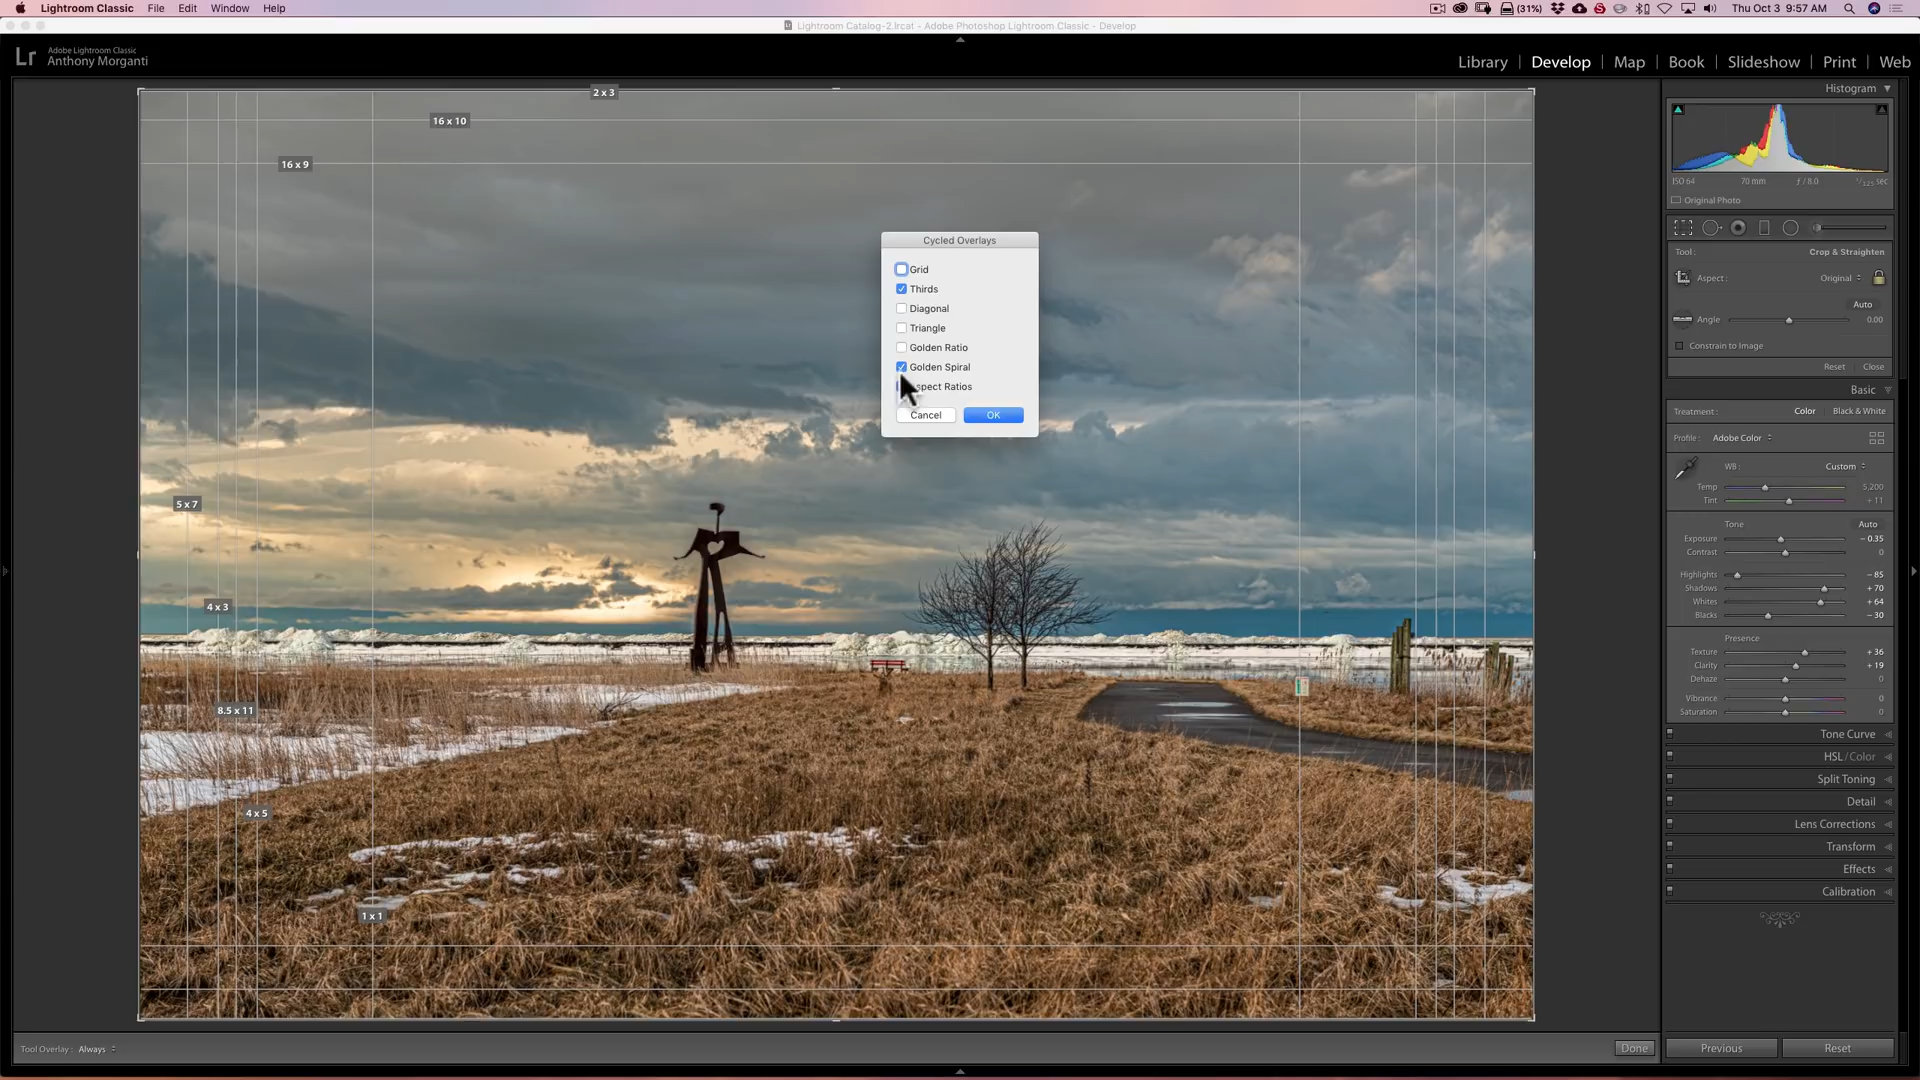 Lightroom Classic File Edit Window Help (31%) Thu Oct 3 9:57 AM
Lightroom Catalog-2.lrcat - Adobe Photoshop Lightroom Classic - Develop
Lr Adobe Lightroom Classic
Anthony Morganti
Library | Develop | Map | Book | Slideshow | Print | Web
Histogram
ISO 64 70 mm ƒ / 8.0 1/125 sec
Original Photo
Tool : Crop & Straighten
Aspect : Original
Auto
Angle 0.00
Constrain to Image
Reset Close
Basic
Treatment : Color Black & White
Profile : Adobe Color
WB : Custom
Temp 5,200
Tint + 11
Tone Auto
Exposure − 0.35
Contrast 0
Highlights − 85
Shadows + 70
Whites + 64
Blacks − 30
Presence
Texture + 36
Clarity + 19
Dehaze 0
Vibrance 0
Saturation 0
Tone Curve
HSL / Color
Split Toning
Detail
Lens Corrections
Transform
Effects
Calibration
Previous Reset
2 x 3
16 x 10
16 x 9
5 x 7
4 x 3
8.5 x 11
4 x 5
1 x 1
Cycled Overlays
Grid
Thirds
Diagonal
Triangle
Golden Ratio
Golden Spiral
spect Ratios
Cancel OK
Tool Overlay : Always Done